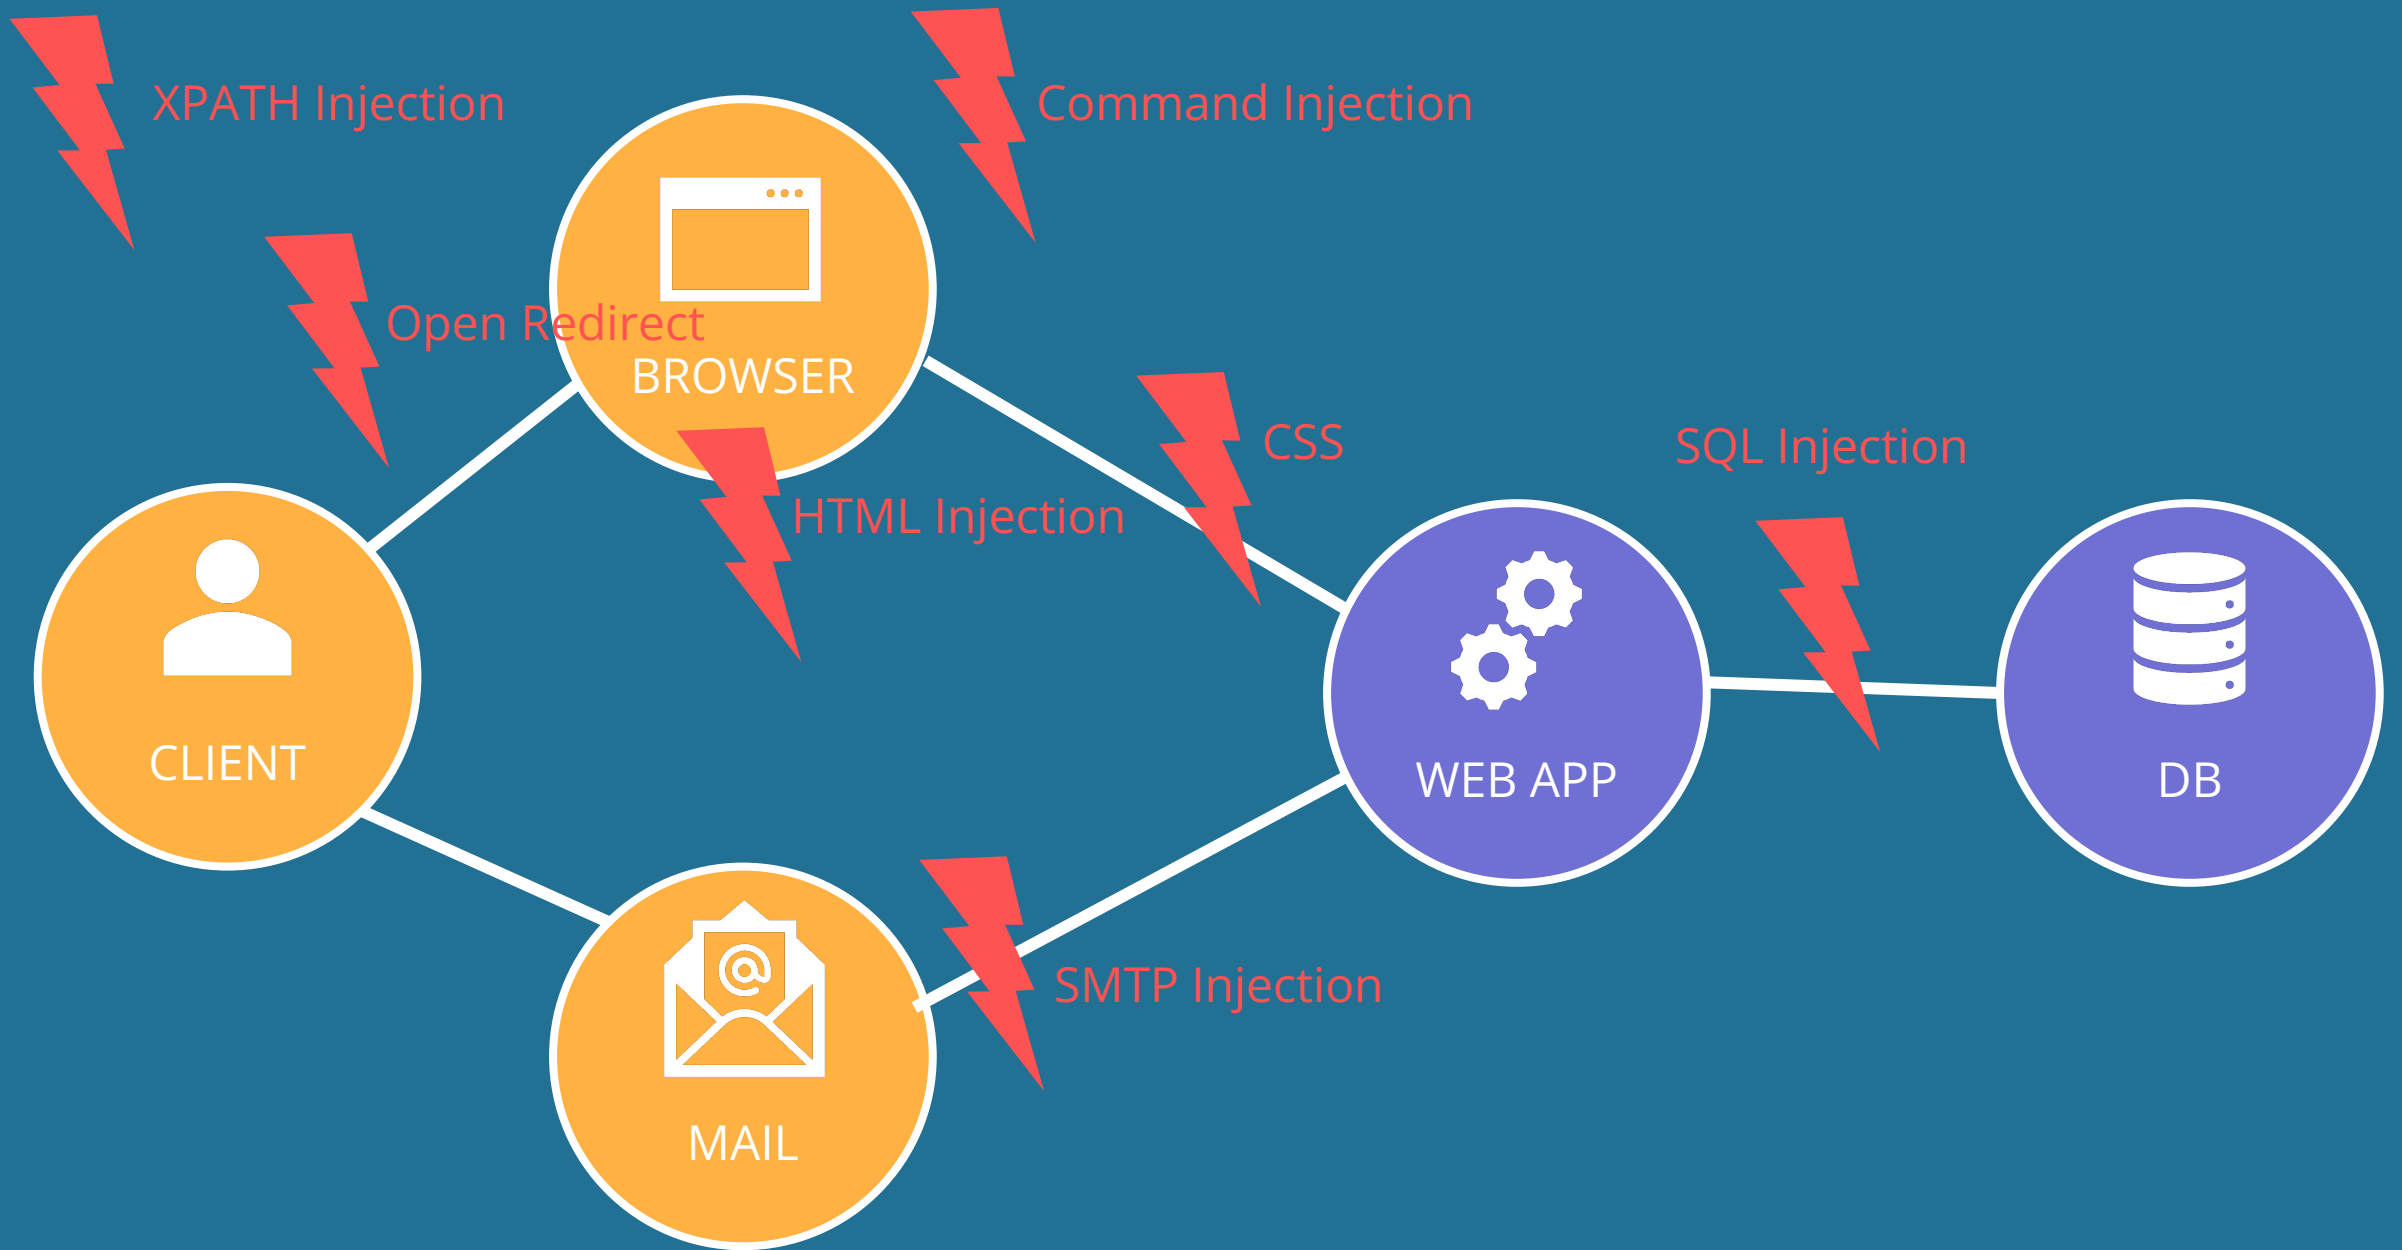 XPATH Injection
Command Injection
Open Redirect
BROWSER
CSS
SQL Injection
HTML Injection
CLIENT
WEB APP
DB
SMTP Injection
MAIL